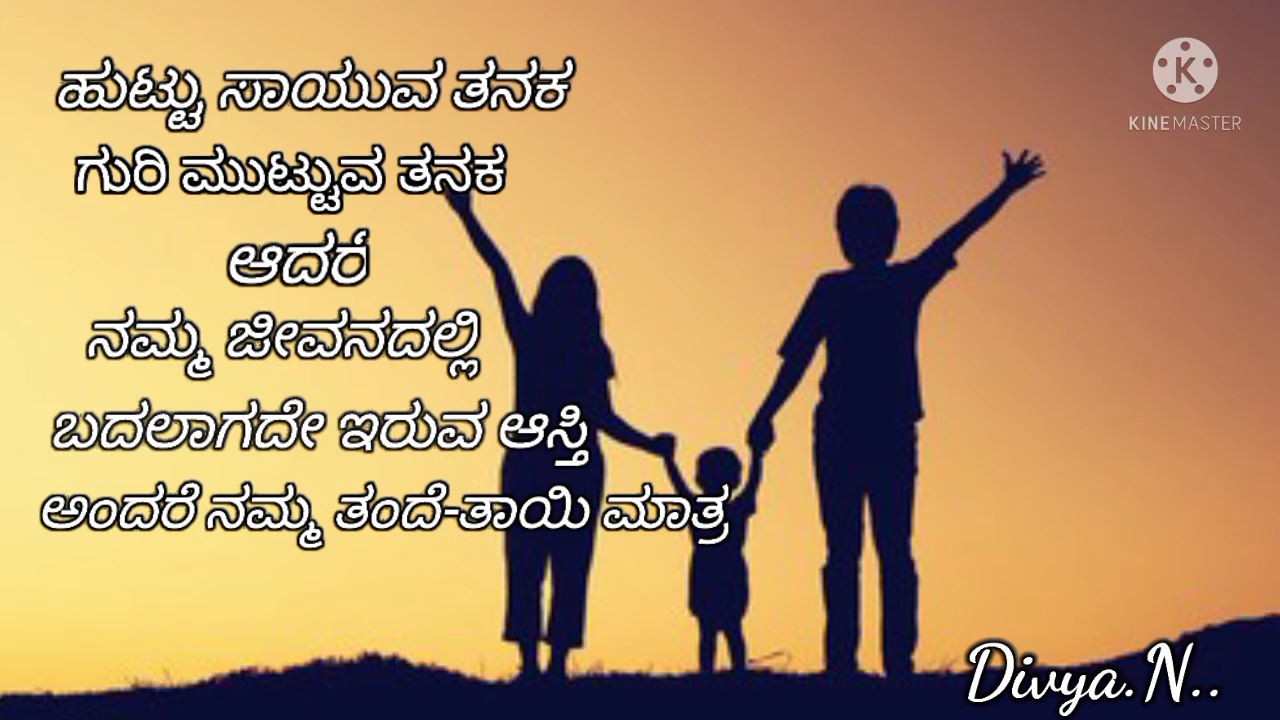 ಹುಟ್ಟು ಸಾಯುವ ತನಕ
ಗುರಿ ಮುಟ್ಟುವ ತನಕ
ಆದರೆ
ನಮ್ಮ ಜೀವನದಲ್ಲಿ
ಬದಲಾಗದೇ ಇರುವ ಆಸ್ತಿ
ಅಂದರೆ ನಮ್ಮ ತಂದೆ-ತಾಯಿ ಮಾತ್ರ
K
KINEMASTER
Divya.N..